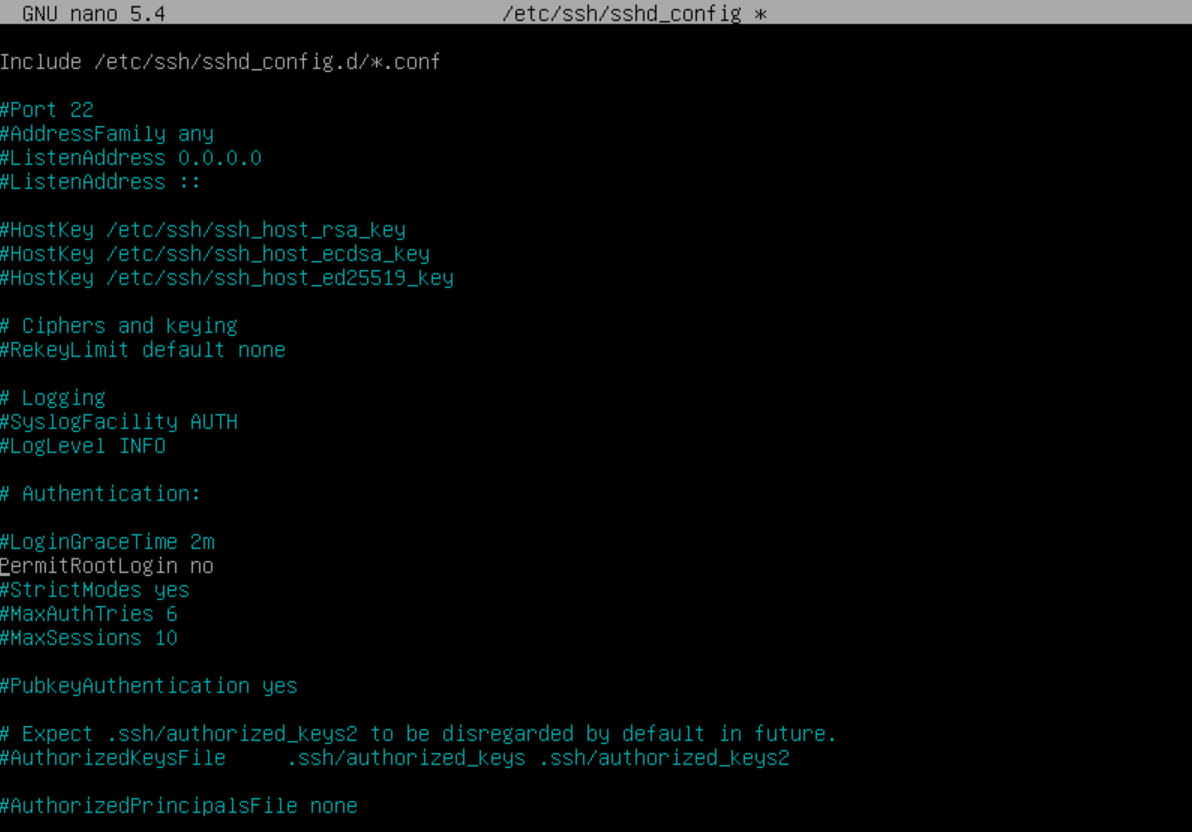 GNU nano 5.4 /etc/ssh/sshd_config *
Include /etc/ssh/sshd_config.d/*.conf
#Port 22
#AddressFamily any
#ListenAddress 0.0.0.0
#ListenAddress ::
#HostKey /etc/ssh/ssh_host_rsa_key
#HostKey /etc/ssh/ssh_host_ecdsa_key
#HostKey /etc/ssh/ssh_host_ed25519_key
# Ciphers and keying
#RekeyLimit default none
# Logging
#SyslogFacility AUTH
#LogLevel INFO
# Authentication:
#LoginGraceTime 2m
PermitRootLogin no
#StrictModes yes
#MaxAuthTries 6
#MaxSessions 10
#PubkeyAuthentication yes
# Expect .ssh/authorized_keys2 to be disregarded by default in future.
#AuthorizedKeysFile     .ssh/authorized_keys .ssh/authorized_keys2
#AuthorizedPrincipalsFile none